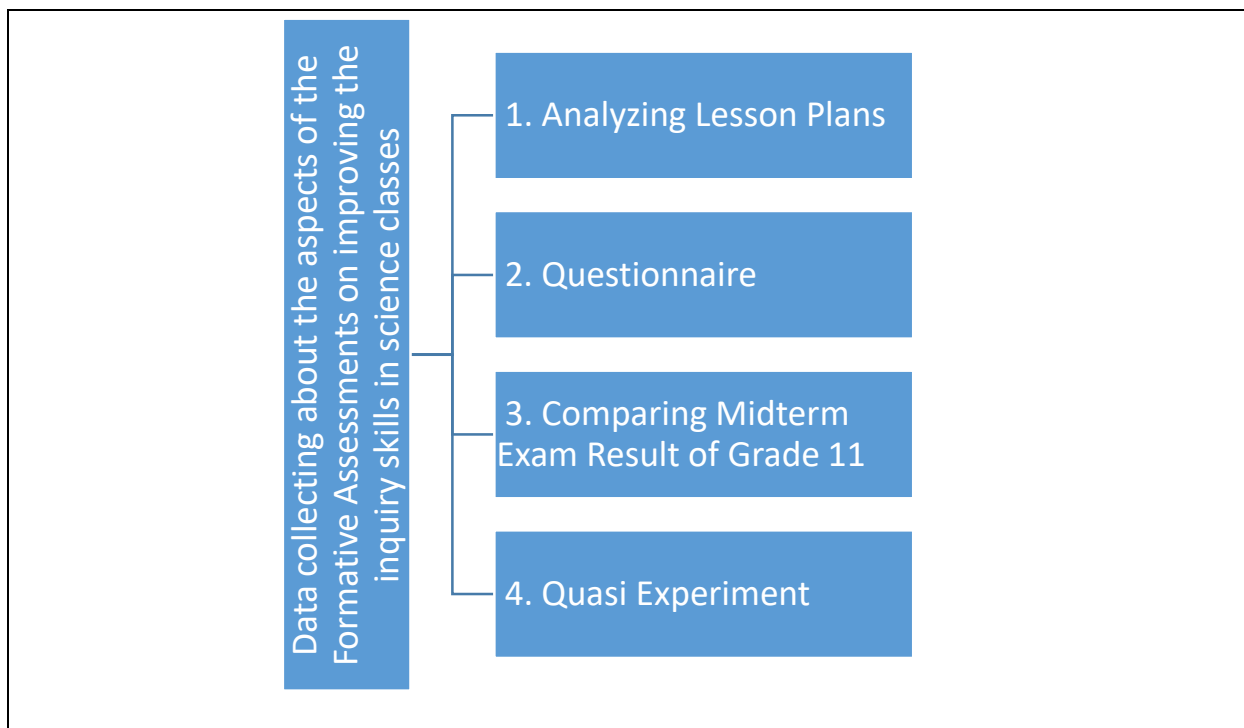 Data collecting about the aspects of the
Formative Assessments on improving the
inquiry skills in science classes
1. Analyzing Lesson Plans
2. Questionnaire
3. Comparing Midterm
Exam Result of Grade 11
4. Quasi Experiment